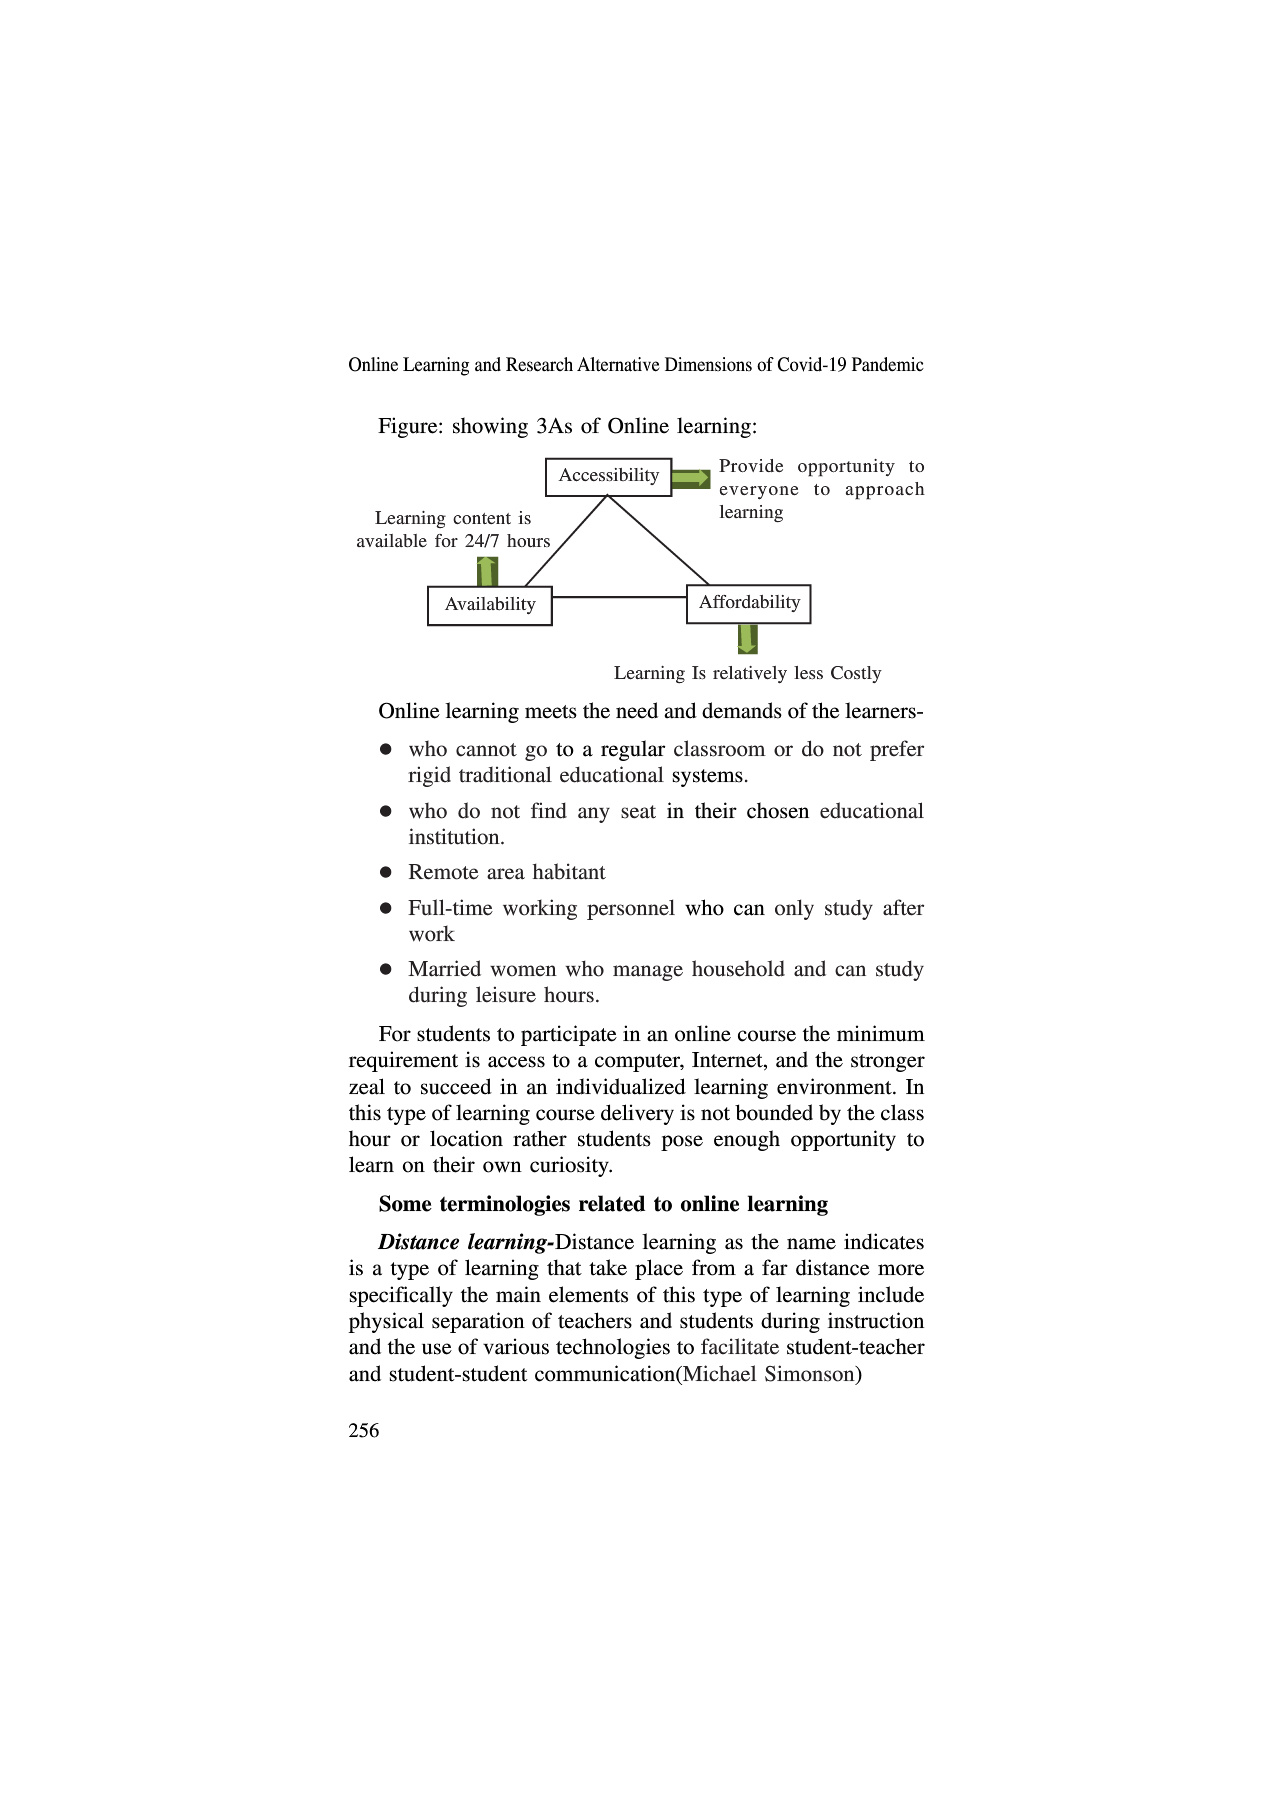 Online Learning and Research Alternative Dimensions of Covid-19 Pandemic
Figure: showing 3As of Online learning:
Accessibility
Provide opportunity to
everyone to approach
learning
Learning content is
available for 24/7 hours
Availability
Affordability
Learning Is relatively less Costly
Online learning meets the need and demands of the learners-
● who cannot go to a regular classroom or do not prefer
rigid traditional educational systems.
● who do not find any seat in their chosen educational
institution.
● Remote area habitant
● Full-time working personnel who can only study after
work
● Married women who manage household and can study
during leisure hours.
For students to participate in an online course the minimum
requirement is access to a computer, Internet, and the stronger
zeal to succeed in an individualized learning environment. In
this type of learning course delivery is not bounded by the class
hour or location rather students pose enough opportunity to
learn on their own curiosity.
Some terminologies related to online learning
Distance learning-Distance learning as the name indicates
is a type of learning that take place from a far distance more
specifically the main elements of this type of learning include
physical separation of teachers and students during instruction
and the use of various technologies to facilitate student-teacher
and student-student communication(Michael Simonson)
256